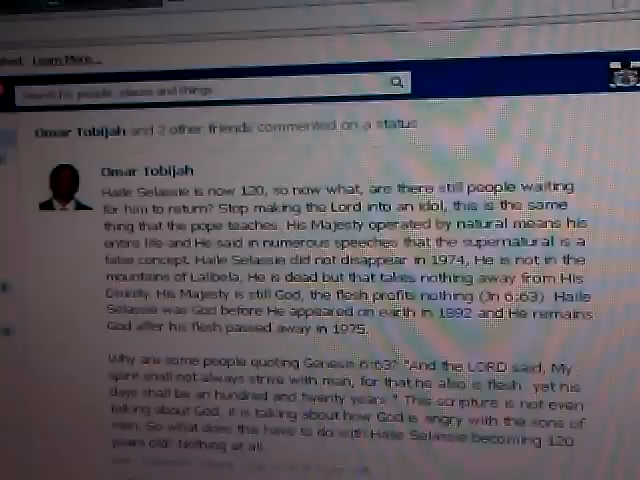 Learn More...
Search for people, places and things
Omar Tobijah and 2 other friends commented on a status
Omar Tobijah
Haile Selassie is now 120, so now what, are there still people waiting
for him to return? Stop making the Lord into an idol, this is the same
thing that the pope teaches. His Majesty operated by natural means his
entire life and He said in numerous speeches that the supernatural is a
false concept. Haile Selassie did not disappear in 1974, He is not in the
mountains of Lalibela. He is dead but that takes nothing away from His
Divinity. His Majesty is still God, the flesh profits nothing (Jn 6:63) Haile
Selassie was God before He appeared on earth in 1892 and He remains
God after his flesh passed away in 1975.
Why are some people quoting Genesis 6:63? "And the LORD said, My
spirit shall not always strive with man, for that he also is flesh: yet his
days shall be an hundred and twenty years." This scripture is not even
talking about God, it is talking about how God is angry with the sons of
men. So what does this have to do with Haile Selassie becoming 120
years old? Nothing at all